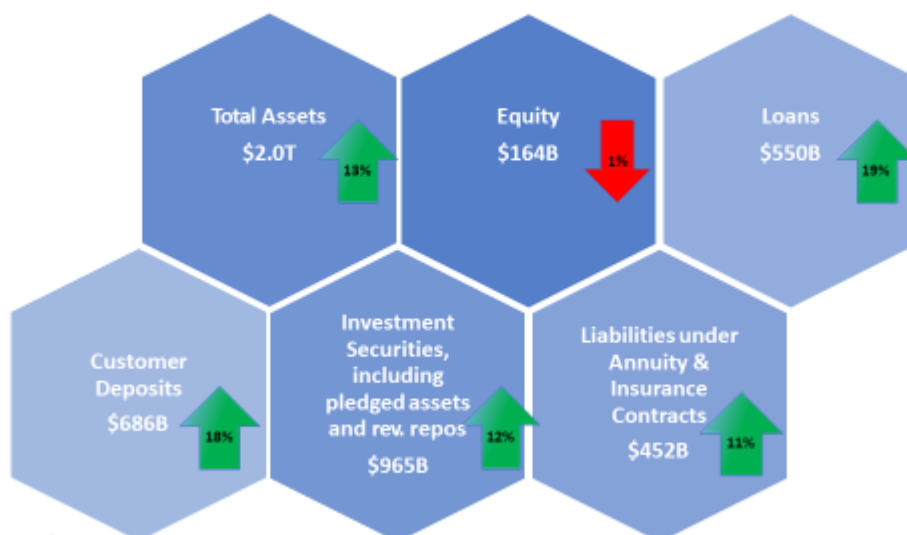 Total Assets
$2.0T
13%
Equity
$164B
1%
Loans
$550B
19%
Customer
Deposits
$686B
18%
Investment
Securities,
including
pledged assets
and rev. repos
$965B
12%
Liabilities under
Annuity &
Insurance
Contracts
$452B
11%